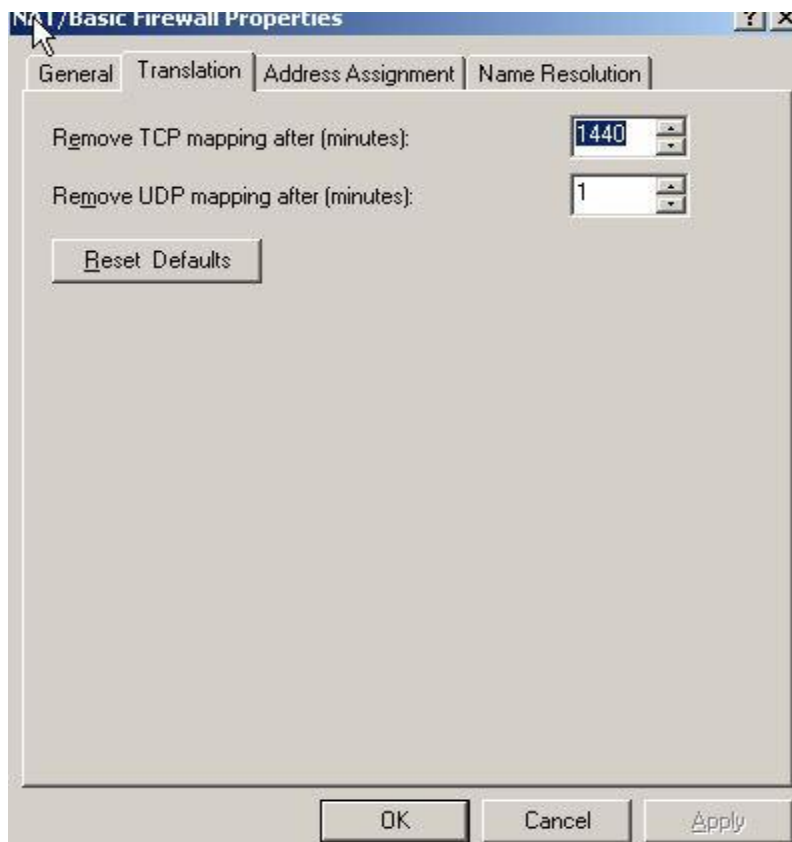 NAT/Basic Firewall Properties
General Translation Address Assignment Name Resolution
Remove TCP mapping after (minutes): 1440
Remove UDP mapping after (minutes): 1
Reset Defaults
OK Cancel Apply